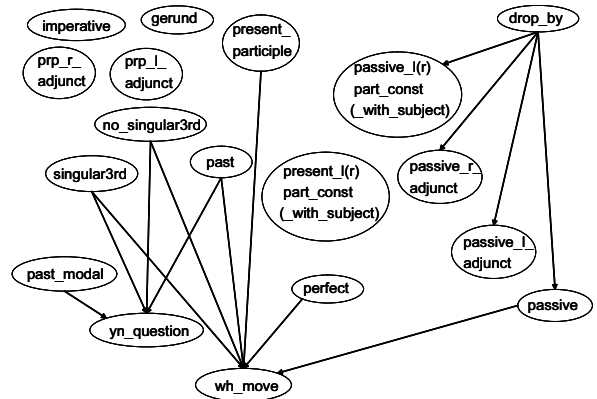 imperative
gerund
present_
participle
drop_by
prp_r_
adjunct
prp_l_
adjunct
passive_l(r)
part_const
(_with_subject)
no_singular3rd
singular3rd
past
present_l(r)
part_const
(_with_subject)
passive_r_
adjunct
passive_l_
adjunct
past_modal
perfect
passive
yn_question
wh_move